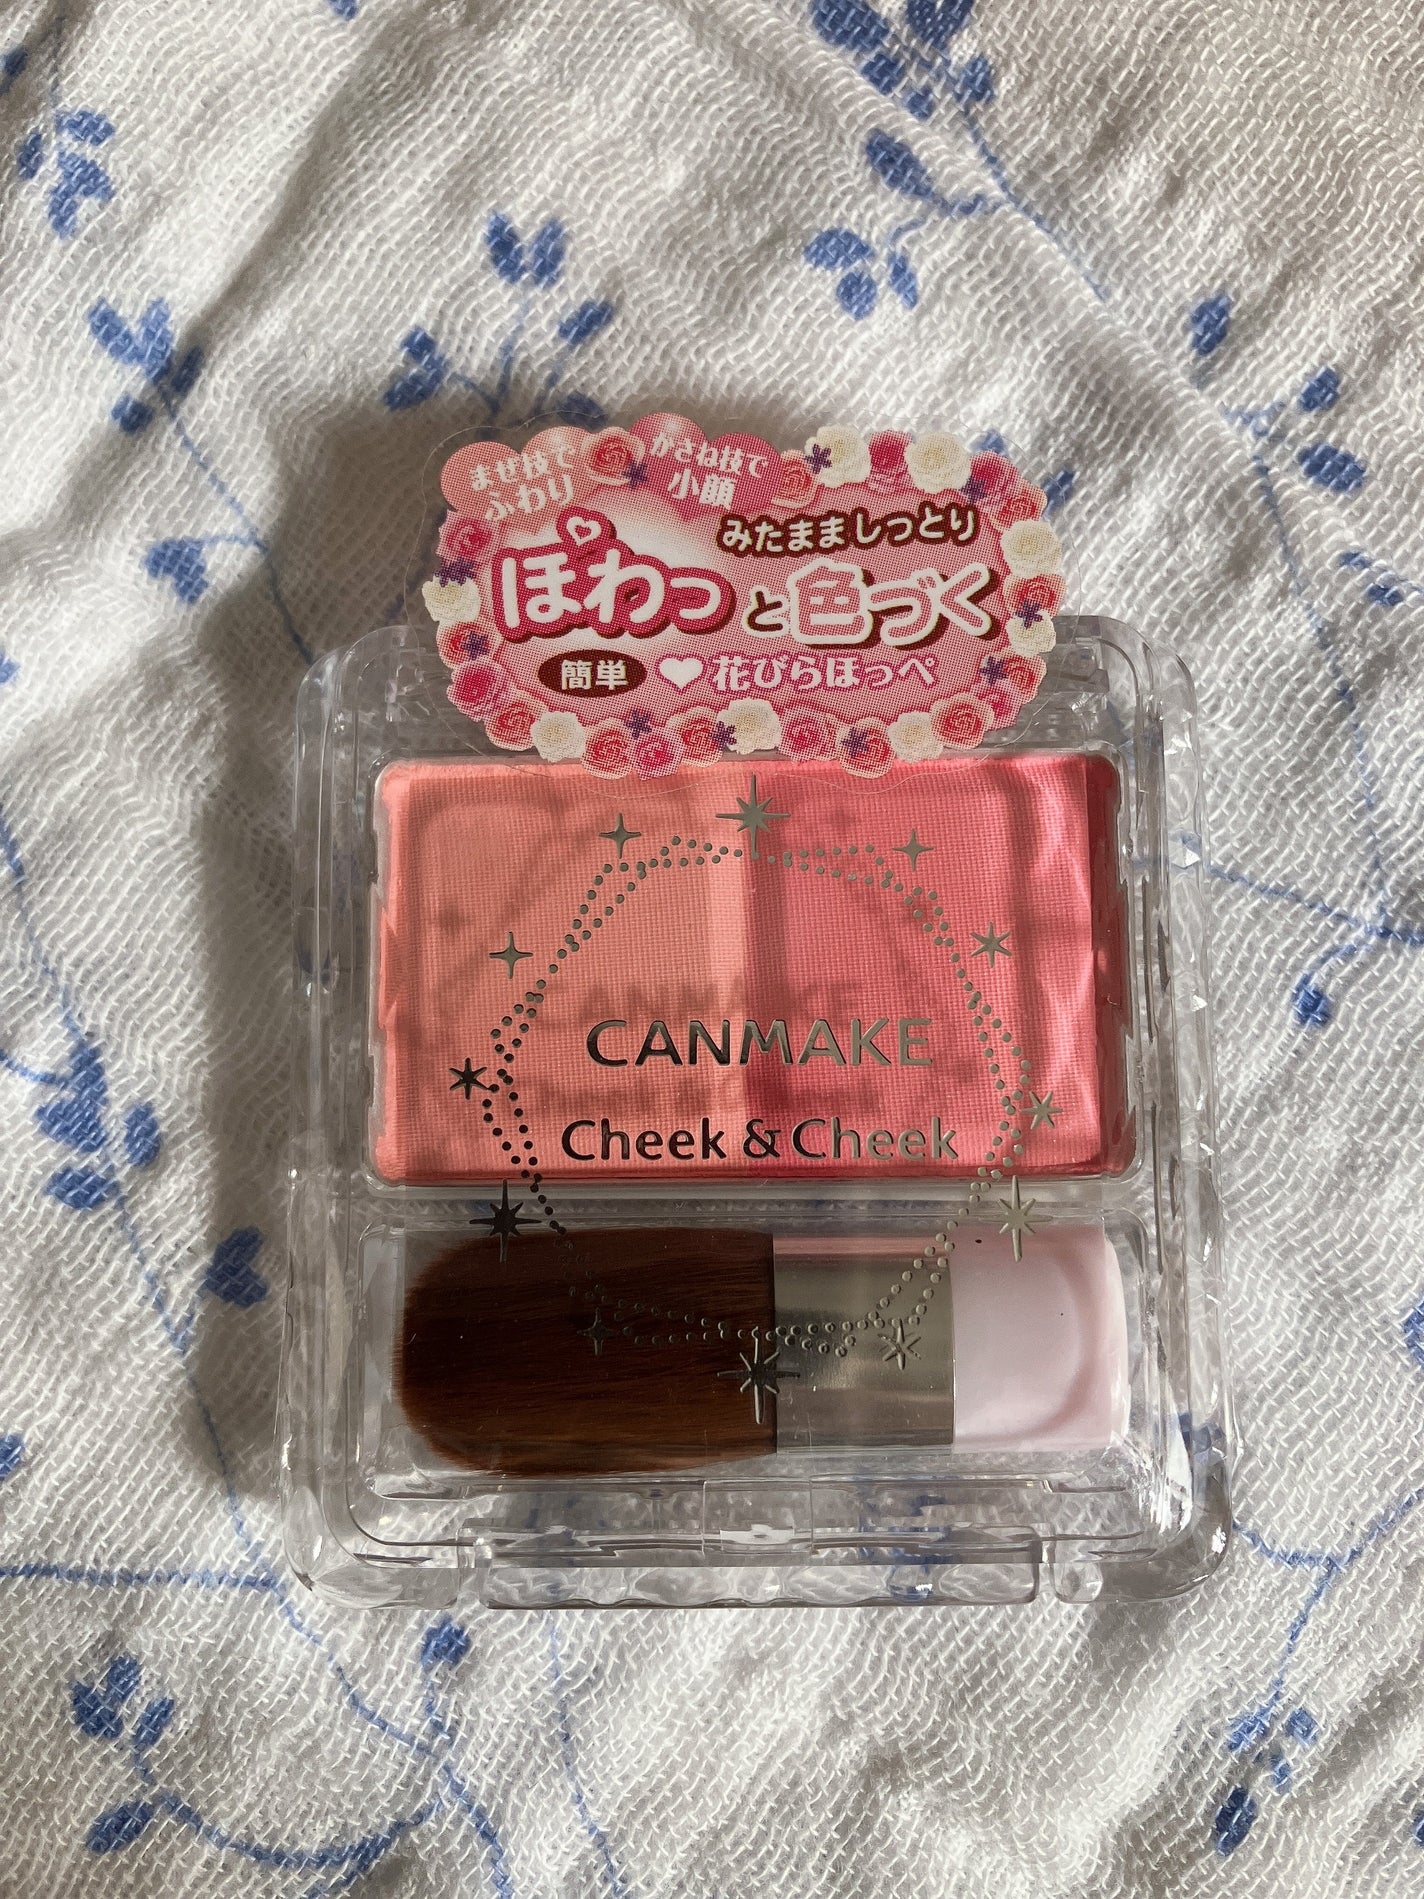 まぜ技で
ふわり
かさね技で
小顔
みたまましっとり
ぽわっと色づく
簡単 ♥ 花びらほっぺ
CANMAKE
Cheek & Cheek